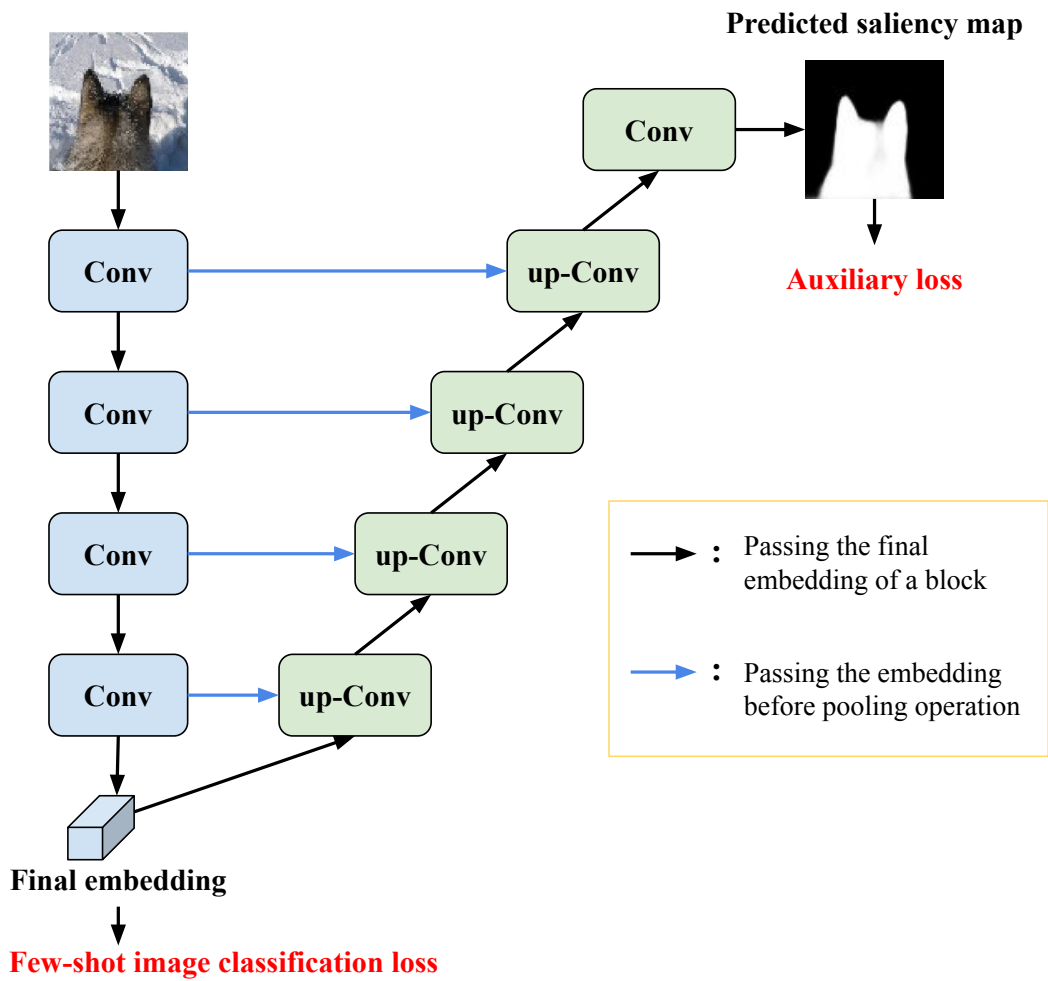 Predicted saliency map
Conv
Conv
up-Conv
Auxiliary loss
Conv
up-Conv
Conv
up-Conv
Conv
up-Conv
: Passing the final
embedding of a block
: Passing the embedding
before pooling operation
Final embedding
Few-shot image classification loss